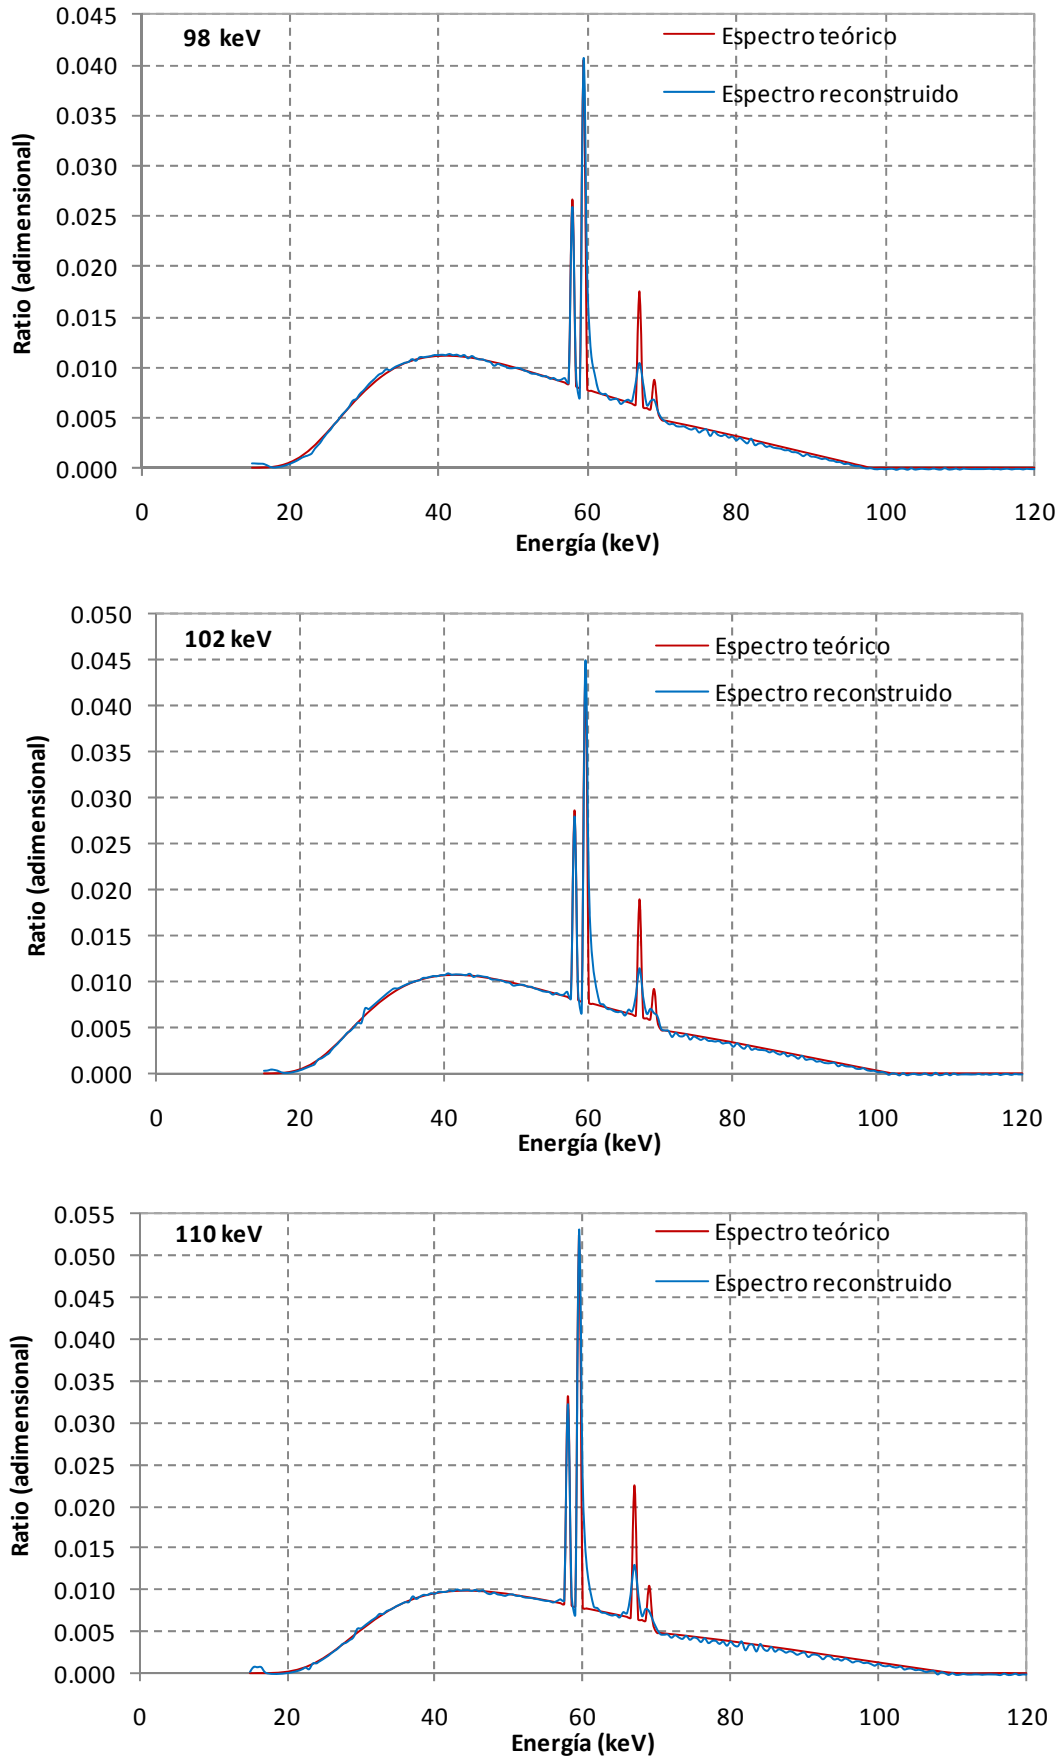 98 keV
Espectro teórico
Espectro reconstruido
Ratio (adimensional)
0.045
0.040
0.035
0.030
0.025
0.020
0.015
0.010
0.005
0.000
0 20 40 60 80 100 120
Energía (keV)
102 keV
Espectro teórico
Espectro reconstruido
Ratio (adimensional)
0.050
0.045
0.040
0.035
0.030
0.025
0.020
0.015
0.010
0.005
0.000
0 20 40 60 80 100 120
Energía (keV)
110 keV
Espectro teórico
Espectro reconstruido
Ratio (adimensional)
0.055
0.050
0.045
0.040
0.035
0.030
0.025
0.020
0.015
0.010
0.005
0.000
0 20 40 60 80 100 120
Energía (keV)